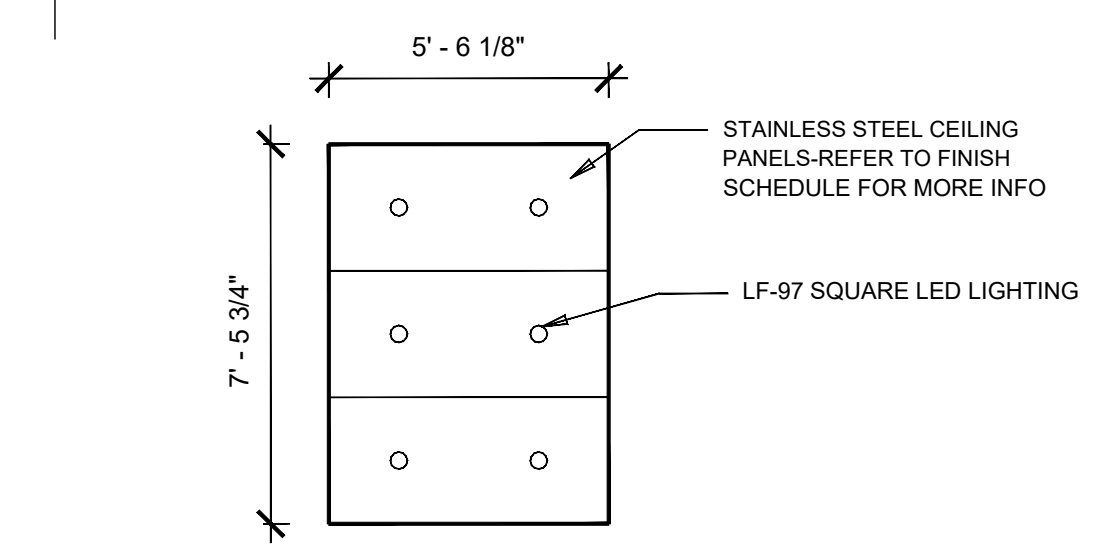 5' - 6 1/8"
STAINLESS STEEL CEILING
PANELS-REFER TO FINISH
SCHEDULE FOR MORE INFO
7' - 5 3/4"
LF-97 SQUARE LED LIGHTING